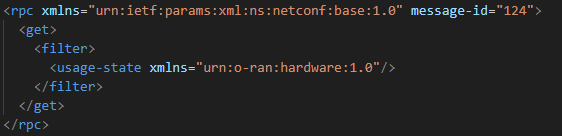 <rpc xmlns="urn:ietf:params:xml:ns:netconf:base:1.0" message-id="124">
  <get>
    <filter>
      <usage-state xmlns="urn:o-ran:hardware:1.0"/>
    </filter>
  </get>
</rpc>